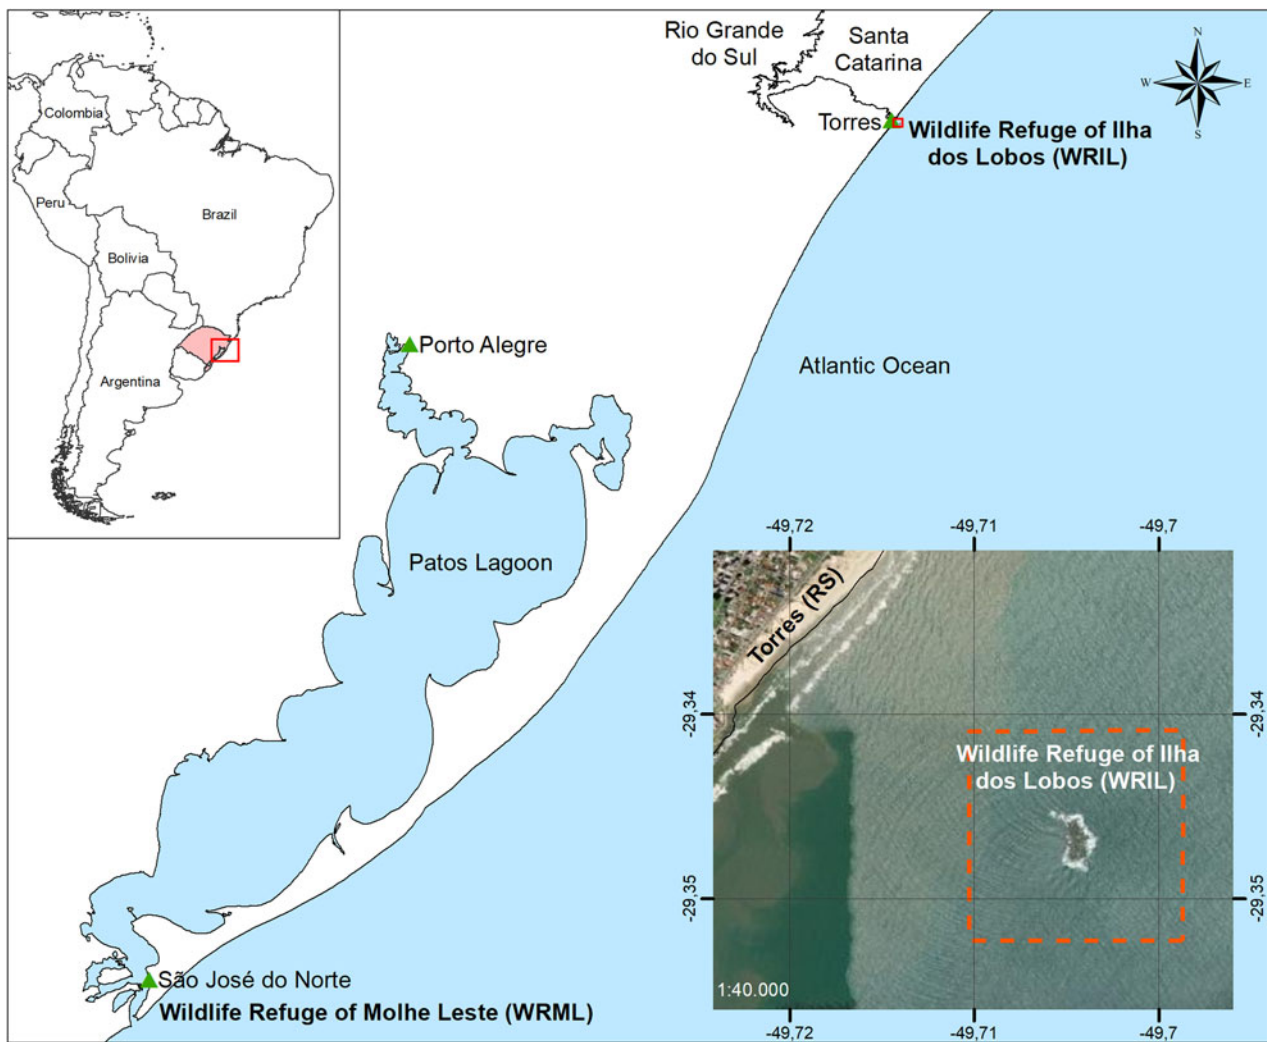 Rio Grande
do Sul
Santa
Catarina
N
W
E
S
Torres
Wildlife Refuge of Ilha
dos Lobos (WRIL)
Colombia
Peru
Brazil
Bolivia
Argentina
Porto Alegre
Atlantic Ocean
Patos Lagoon
São José do Norte
Wildlife Refuge of Molhe Leste (WRML)
-49,72
-49,71
-49,7
Torres (RS)
-29,34
-29,34
Wildlife Refuge of Ilha
dos Lobos (WRIL)
-29,35
-29,35
1:40.000
-49,72
-49,71
-49,7